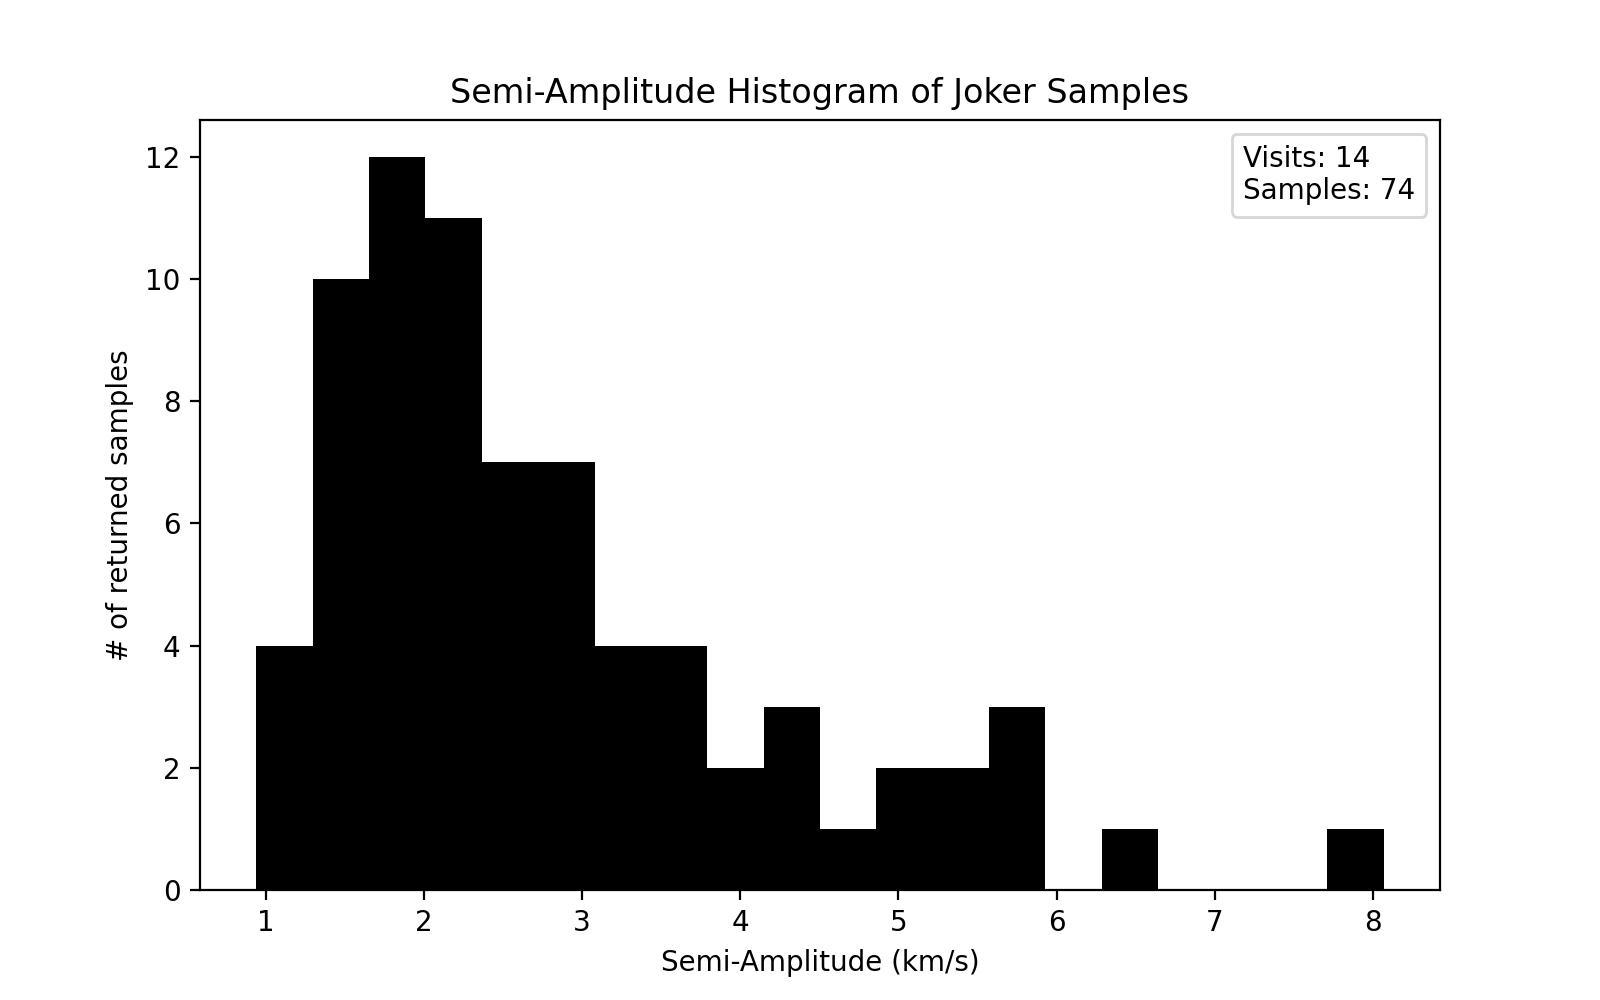 Semi-Amplitude Histogram of Joker Samples
Visits: 14
Samples: 74
12
10
8
6
4
2
0
# of returned samples
1 2 3 4 5 6 7 8
Semi-Amplitude (km/s)